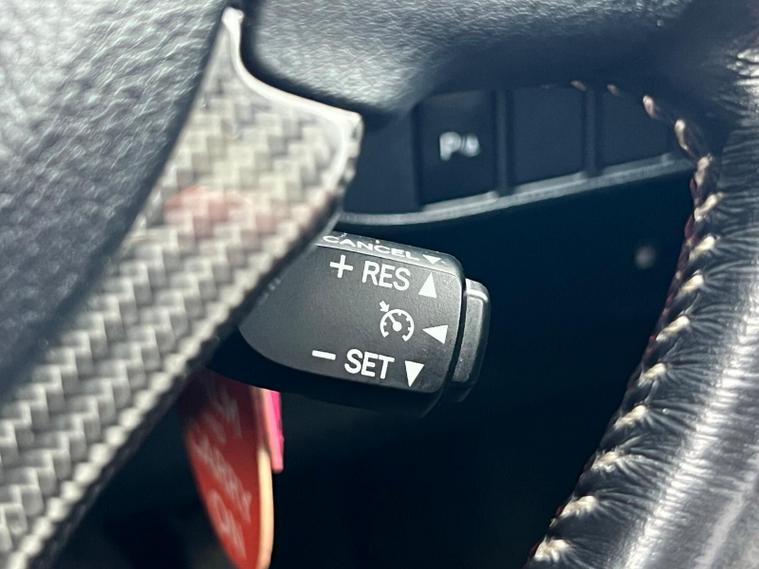 P
CANCEL ▼
+ RES ▲
◀
− SET ▼